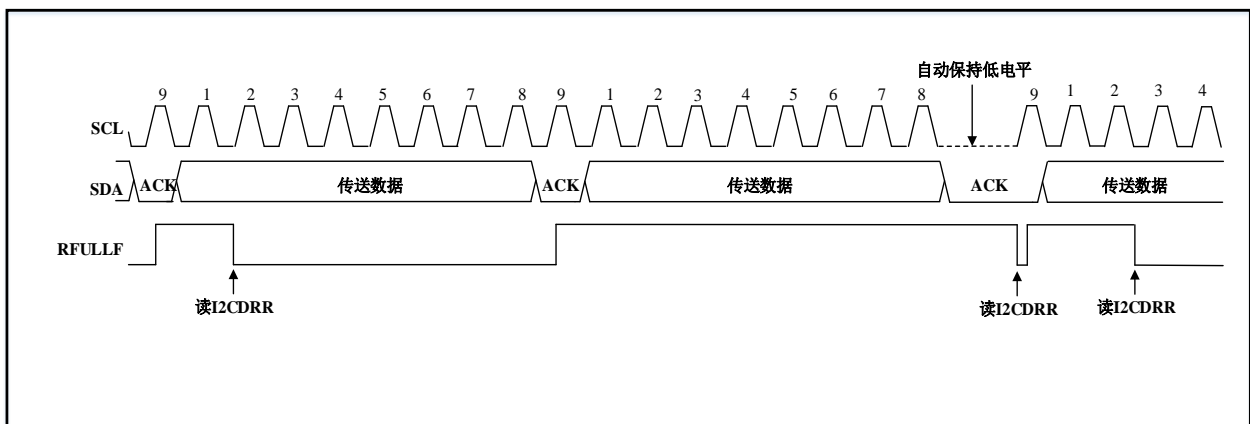 自动保持低电平
9 1 2 3 4 5 6 7 8 9 1 2 3 4 5 6 7 8 9 1 2 3 4
SCL
SDA ACK 传送数据 ACK 传送数据 ACK 传送数据
RFULLF
读I2CDRR 读I2CDRR 读I2CDRR